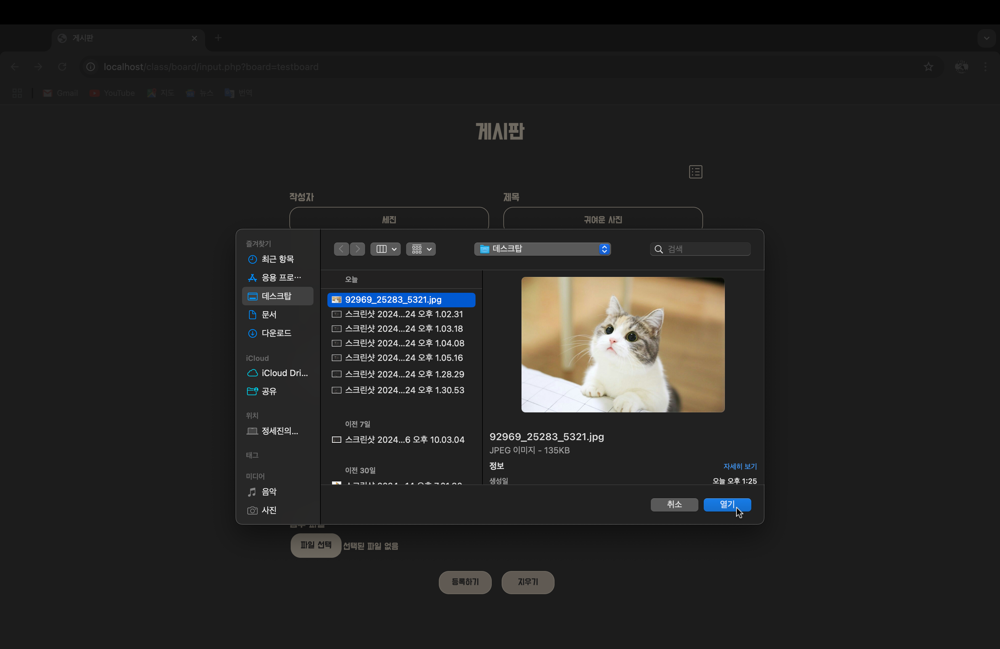 게시판
localhost/class/board/input.php?board=testboard
Gmail
YouTube
지도
뉴스
번역
게시판
작성자
제목
세진
귀여운 사진
즐겨찾기
최근 항목
응용 프로…
데스크탑
문서
다운로드
iCloud
iCloud Dri...
공유
위치
정세진의...
태그
미디어
음악
사진
데스크탑
검색
오늘
92969_25283_5321.jpg
스크린샷 2024...24 오후 1.02.31
스크린샷 2024...24 오후 1.03.18
스크린샷 2024...24 오후 1.04.08
스크린샷 2024...24 오후 1.05.16
스크린샷 2024...24 오후 1.28.29
스크린샷 2024...24 오후 1.30.53
이전 7일
스크린샷 2024...6 오후 10.03.04
이전 30일
92969_25283_5321.jpg
JPEG 이미지 - 135KB
정보
자세히 보기
생성일
오늘 오후 1:25
취소
열기
파일 선택
선택된 파일 없음
등록하기
지우기